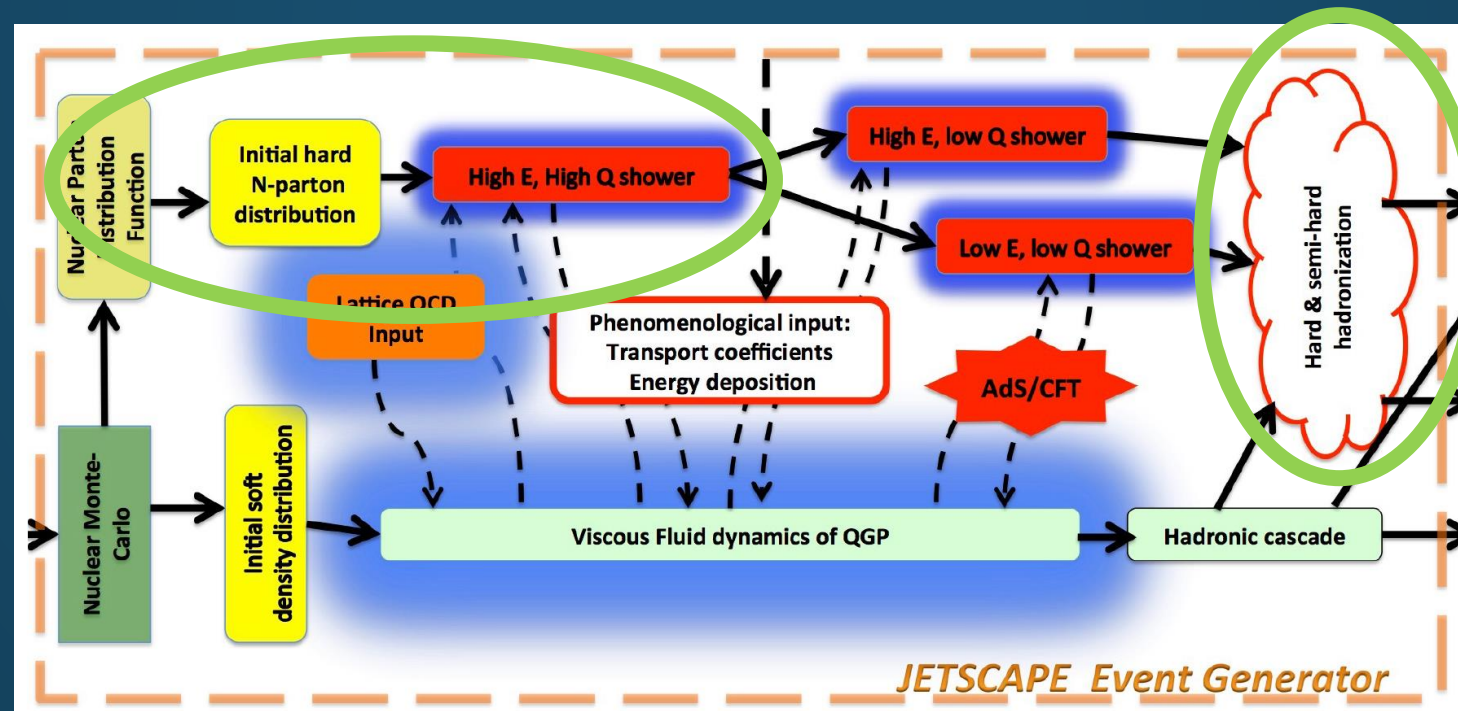 Nuclear Parton
Distribution
Function
Initial hard
N-parton
distribution
High E, High Q shower
High E, low Q shower
Low E, low Q shower
Hard & semi-hard
hadronization
Lattice QCD
Input
Phenomenological input:
Transport coefficients
Energy deposition
AdS/CFT
Nuclear Monte-
Carlo
Initial soft
density distribution
Viscous Fluid dynamics of QGP
Hadronic cascade
JETSCAPE Event Generator